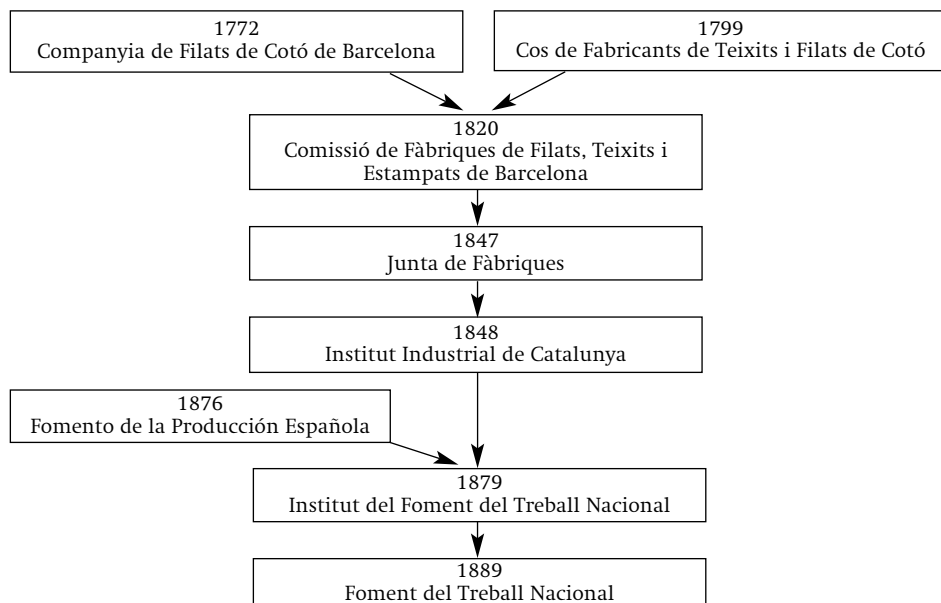 1772
Companyia de Filats de Cotó de Barcelona
1799
Cos de Fabricants de Teixits i Filats de Cotó
1820
Comissió de Fàbriques de Filats, Teixits i
Estampats de Barcelona
1847
Junta de Fàbriques
1848
Institut Industrial de Catalunya
1876
Fomento de la Producción Española
1879
Institut del Foment del Treball Nacional
1889
Foment del Treball Nacional